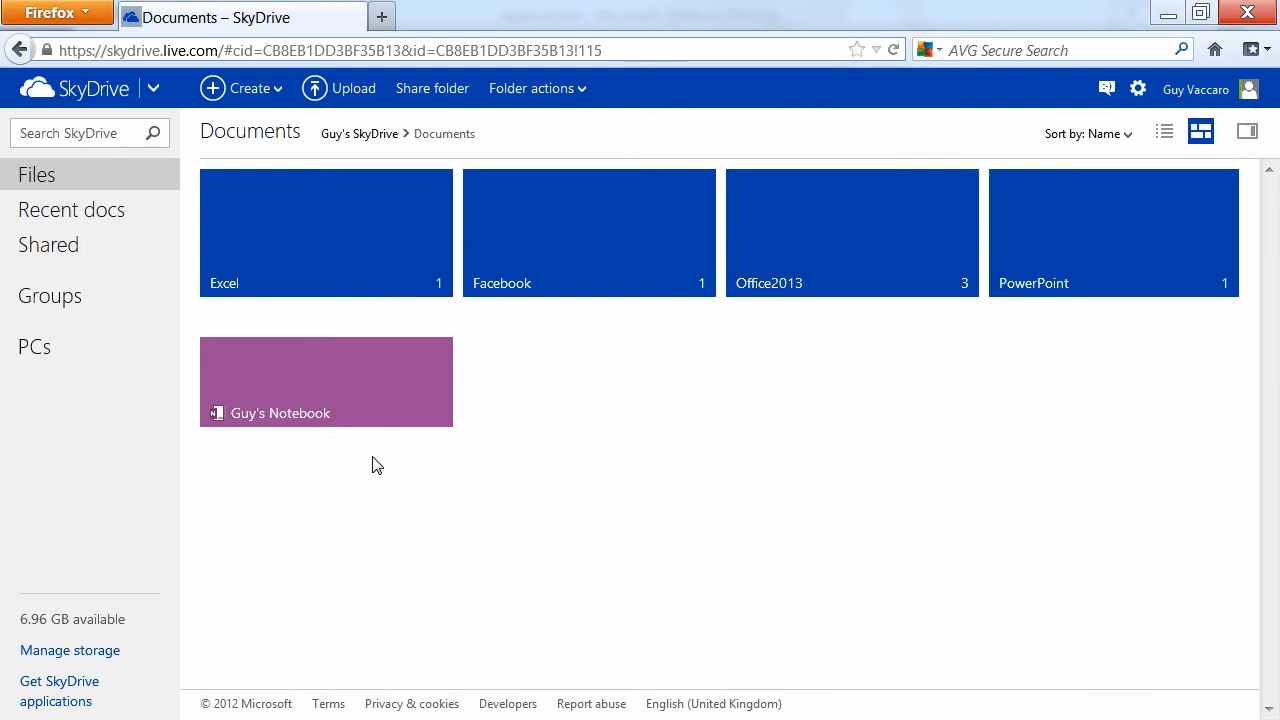 Firefox
Documents – SkyDrive
https://skydrive.live.com/#cid=CB8EB1DD3BF35B13&id=CB8EB1DD3BF35B13!115
AVG Secure Search
SkyDrive
Create
Upload
Share folder
Folder actions
Guy Vaccaro
Search SkyDrive
Documents
Guy's SkyDrive > Documents
Sort by: Name
Files
Recent docs
Shared
Groups
PCs
Excel 1
Facebook 1
Office2013 3
PowerPoint 1
Guy's Notebook
6.96 GB available
Manage storage
Get SkyDrive
applications
© 2012 Microsoft
Terms
Privacy & cookies
Developers
Report abuse
English (United Kingdom)